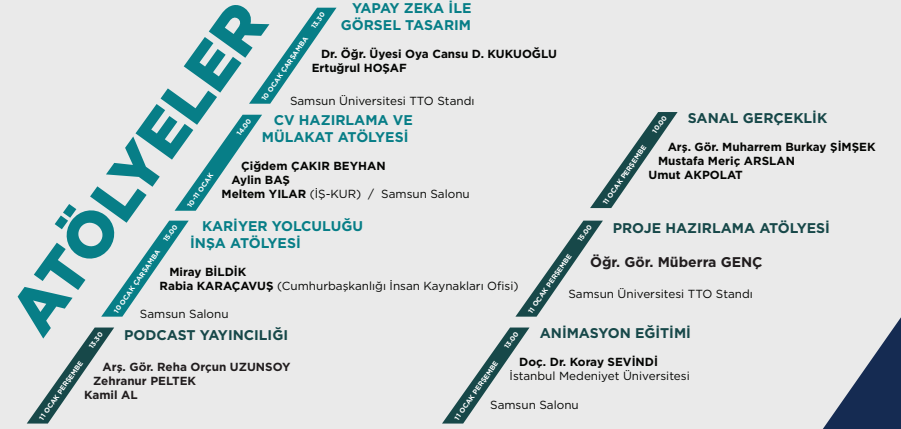 ATÖLYELER
10 OCAK ÇARŞAMBA 13.30
YAPAY ZEKA İLE
GÖRSEL TASARIM
Dr. Öğr. Üyesi Oya Cansu D. KUKUOĞLU
Ertuğrul HOŞAF
Samsun Üniversitesi TTO Standı
10-11 OCAK 14.00
CV HAZIRLAMA VE
MÜLAKAT ATÖLYESİ
Çiğdem ÇAKIR BEYHAN
Aylin BAŞ
Meltem YILAR (İŞ-KUR) / Samsun Salonu
10 OCAK ÇARŞAMBA 15.00
KARİYER YOLCULUĞU
İNŞA ATÖLYESİ
Miray BİLDİK
Rabia KARAÇAVUŞ (Cumhurbaşkanlığı İnsan Kaynakları Ofisi)
Samsun Salonu
11 OCAK PERŞEMBE 13.30
PODCAST YAYINCILIĞI
Arş. Gör. Reha Orçun UZUNSOY
Zehranur PELTEK
Kamil AL
11 OCAK PERŞEMBE 10.00
SANAL GERÇEKLİK
Arş. Gör. Muharrem Burkay ŞİMŞEK
Mustafa Meriç ARSLAN
Umut AKPOLAT
11 OCAK PERŞEMBE 15.00
PROJE HAZIRLAMA ATÖLYESİ
Öğr. Gör. Müberra GENÇ
Samsun Üniversitesi TTO Standı
11 OCAK PERŞEMBE 13.00
ANİMASYON EĞİTİMİ
Doç. Dr. Koray SEVİNDİ
İstanbul Medeniyet Üniversitesi
Samsun Salonu